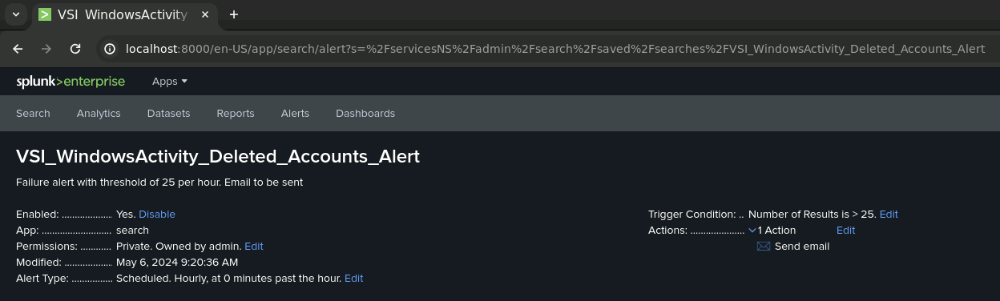 VSI WindowsActivity
localhost:8000/en-US/app/search/alert?s=%2FservicesNS%2Fadmin%2Fsearch%2Fsaved%2Fsearches%2FVSI_WindowsActivity_Deleted_Accounts_Alert
splunk>enterprise Apps
Search Analytics Datasets Reports Alerts Dashboards
VSI_WindowsActivity_Deleted_Accounts_Alert
Failure alert with threshold of 25 per hour. Email to be sent
Enabled: ................... Yes. Disable
App: ........................... search
Permissions: ............ Private. Owned by admin. Edit
Modified: ................... May 6, 2024 9:20:36 AM
Alert Type: ................ Scheduled. Hourly, at 0 minutes past the hour. Edit
Trigger Condition: .. Number of Results is > 25. Edit
Actions: ..................... 1 Action Edit
Send email